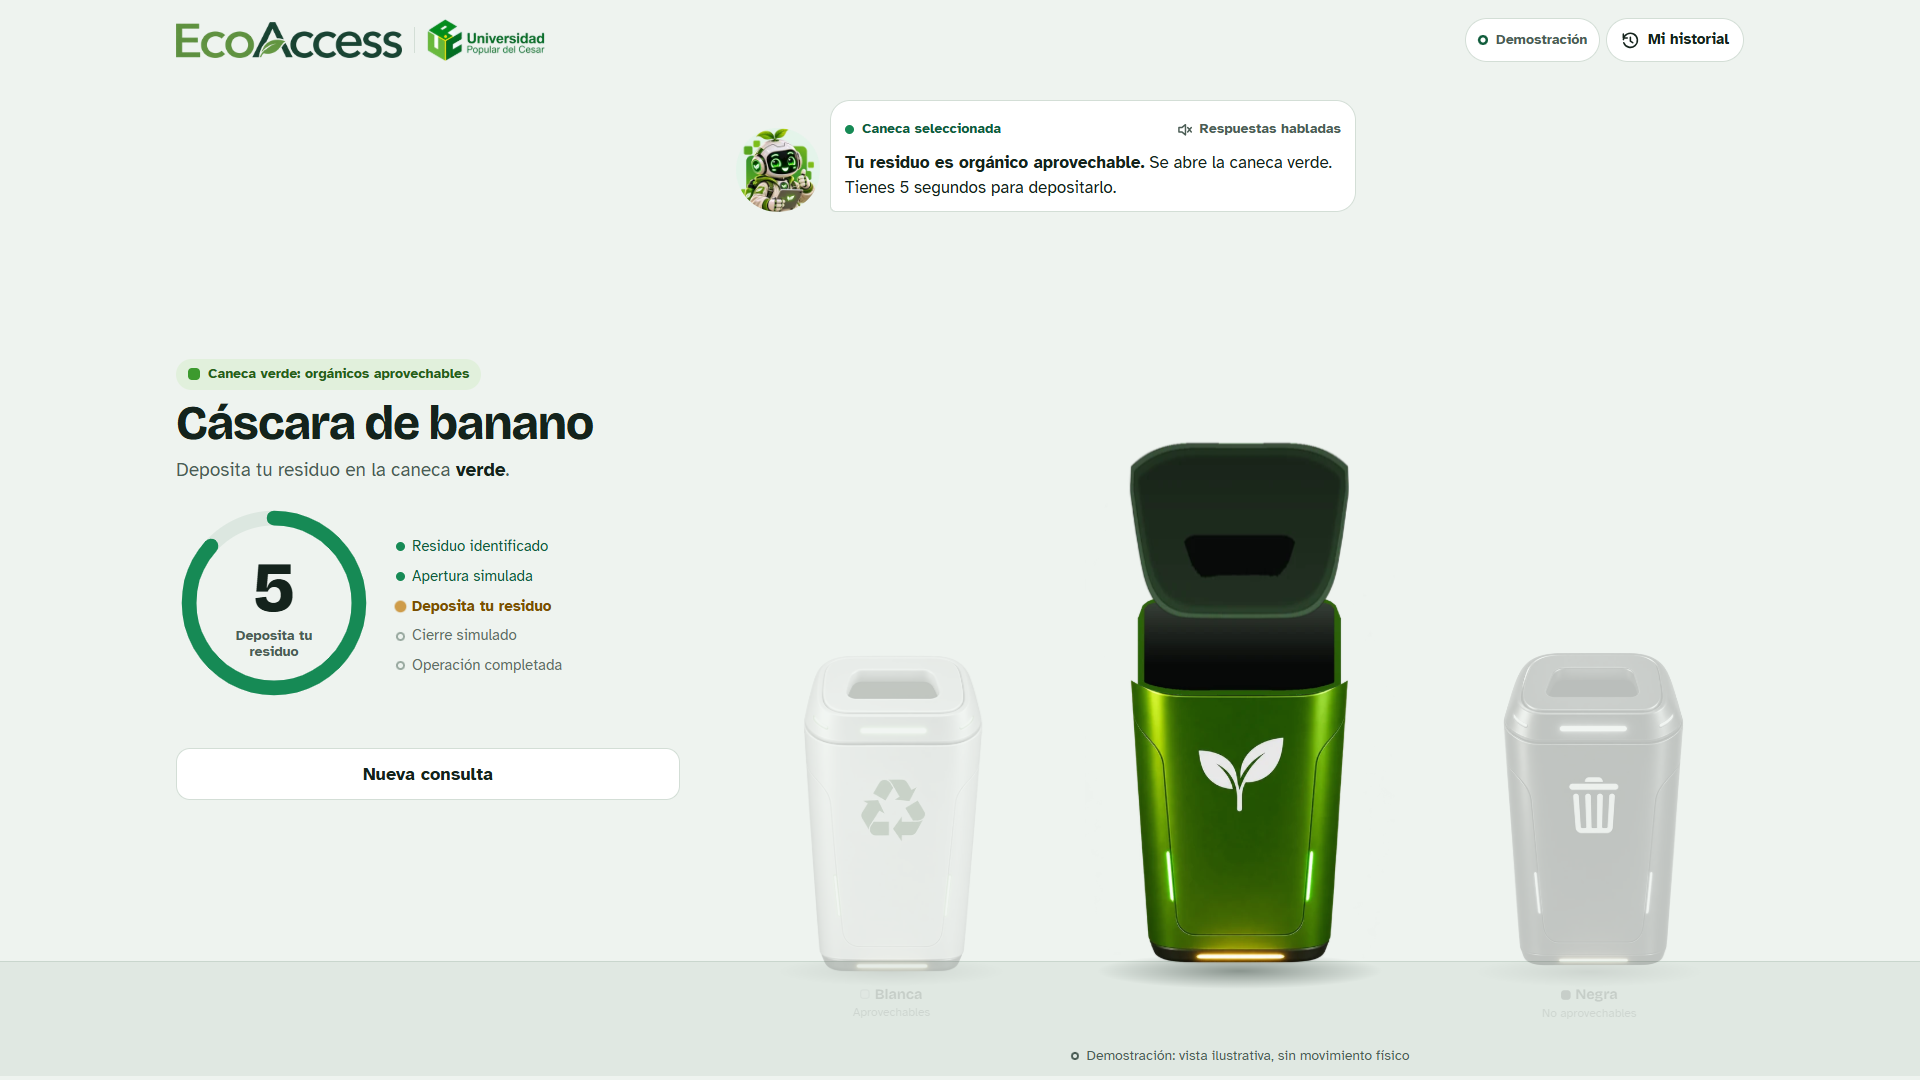 EcoAccess
Universidad
Popular del Cesar
Demostración
Mi historial
Caneca seleccionada
Respuestas habladas
Tu residuo es orgánico aprovechable. Se abre la caneca verde.
Tienes 5 segundos para depositarlo.
Caneca verde: orgánicos aprovechables
Cáscara de banano
Deposita tu residuo en la caneca verde.
5
Deposita tu
residuo
Residuo identificado
Apertura simulada
Deposita tu residuo
Cierre simulado
Operación completada
Nueva consulta
Blanca
Aprovechables
Negra
No aprovechables
Demostración: vista ilustrativa, sin movimiento físico